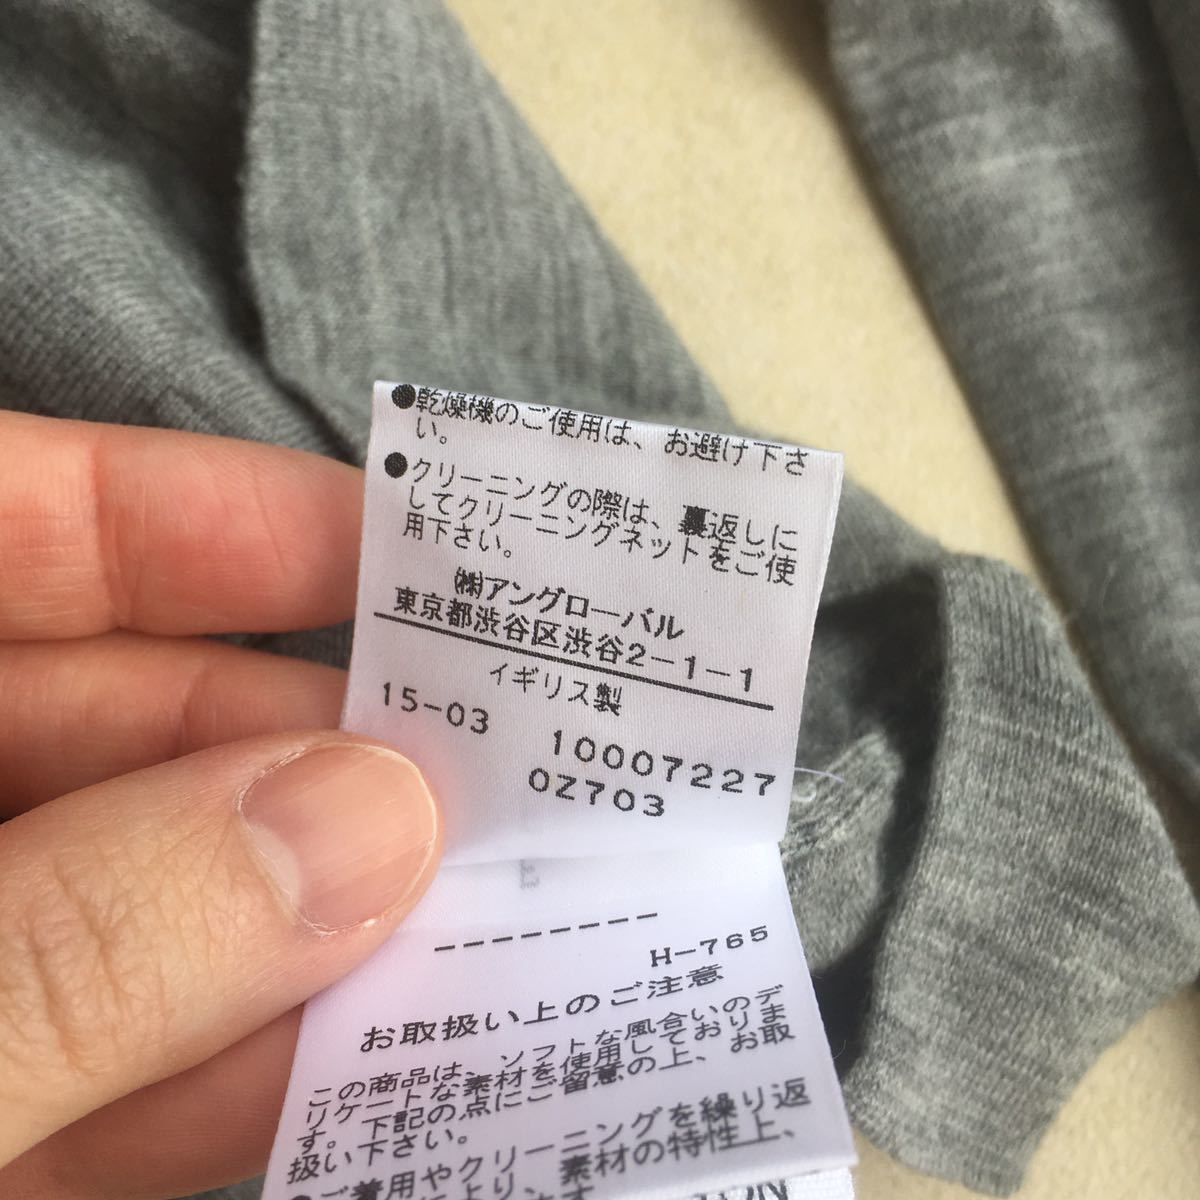 ●乾燥機のご使用は、お避け下さ
い。
●クリーニングの際は、裏返しに
してクリーニングネットをご使
用下さい。
㈱アングローバル
東京都渋谷区渋谷2-1-1
イギリス製
15-03
10007227
0Z703
--------
H-765
お取扱い上のご注意
この商品は、ソフトな風合いのデ
リケートな素材を使用しておりま
す。下記の点にご留意の上、お取
扱い下さい。
●ご着用やクリーニングを繰り返
により、素材の特性上、